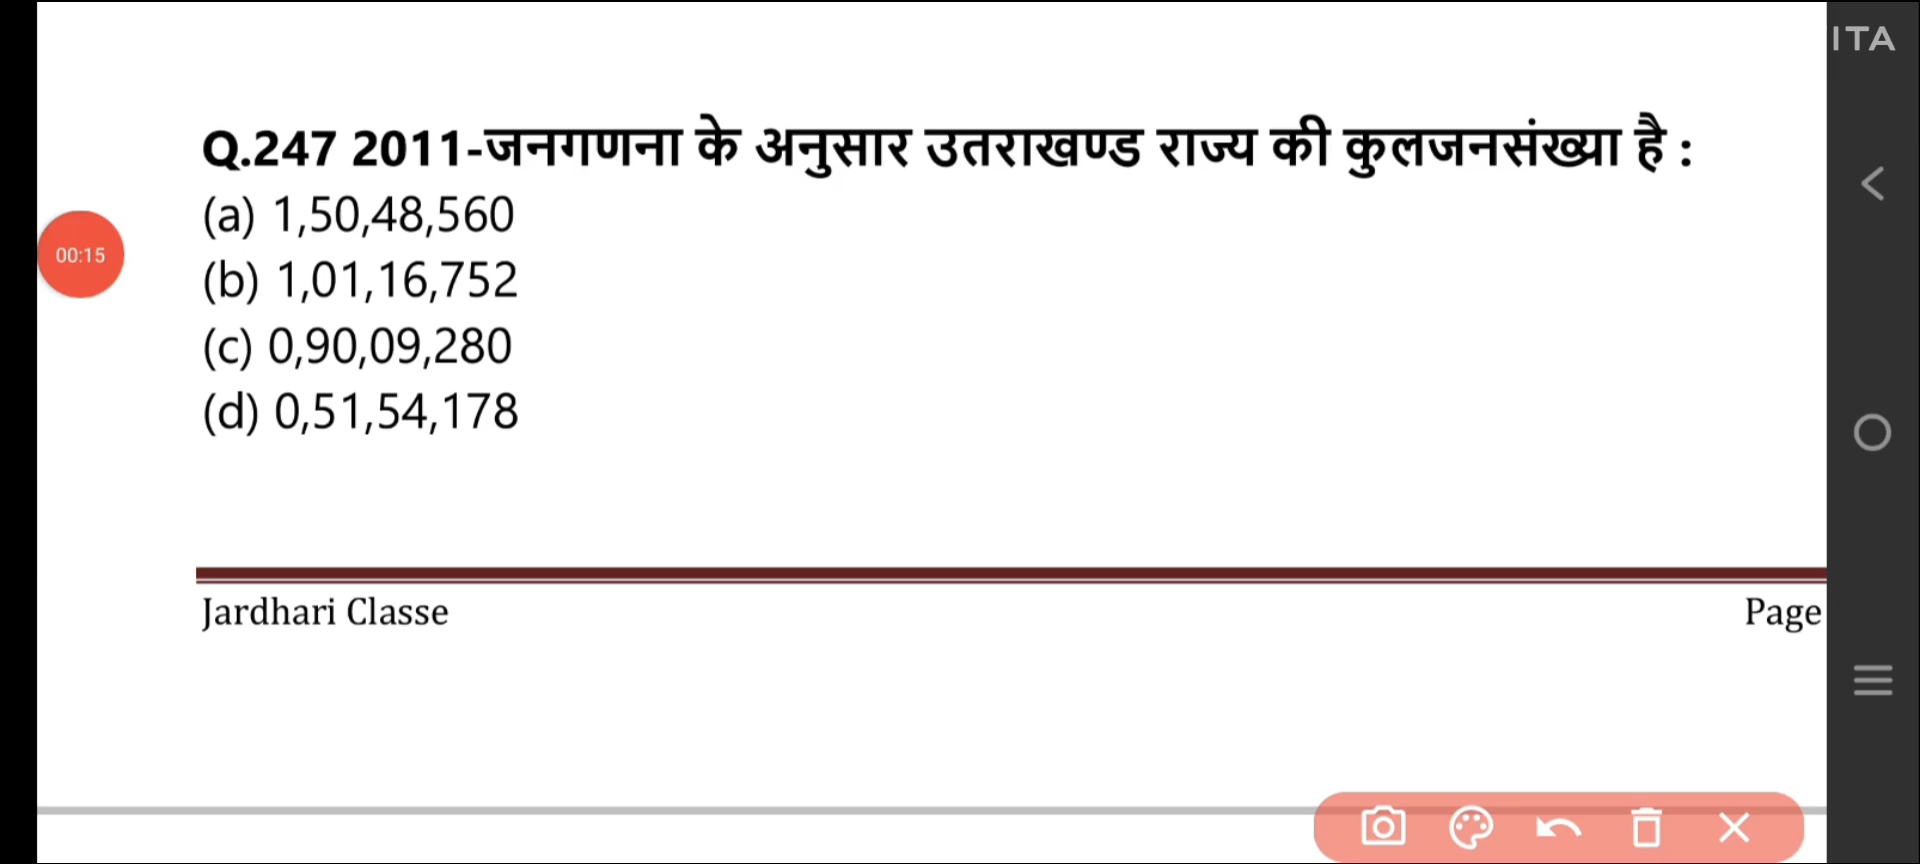 ITA
Q.247 2011-जनगणना के अनुसार उतराखण्ड राज्य की कुलजनसंख्या है :
(a) 1,50,48,560
00:15
(b) 1,01,16,752
(c) 0,90,09,280
(d) 0,51,54,178
Jardhari Classe
Page